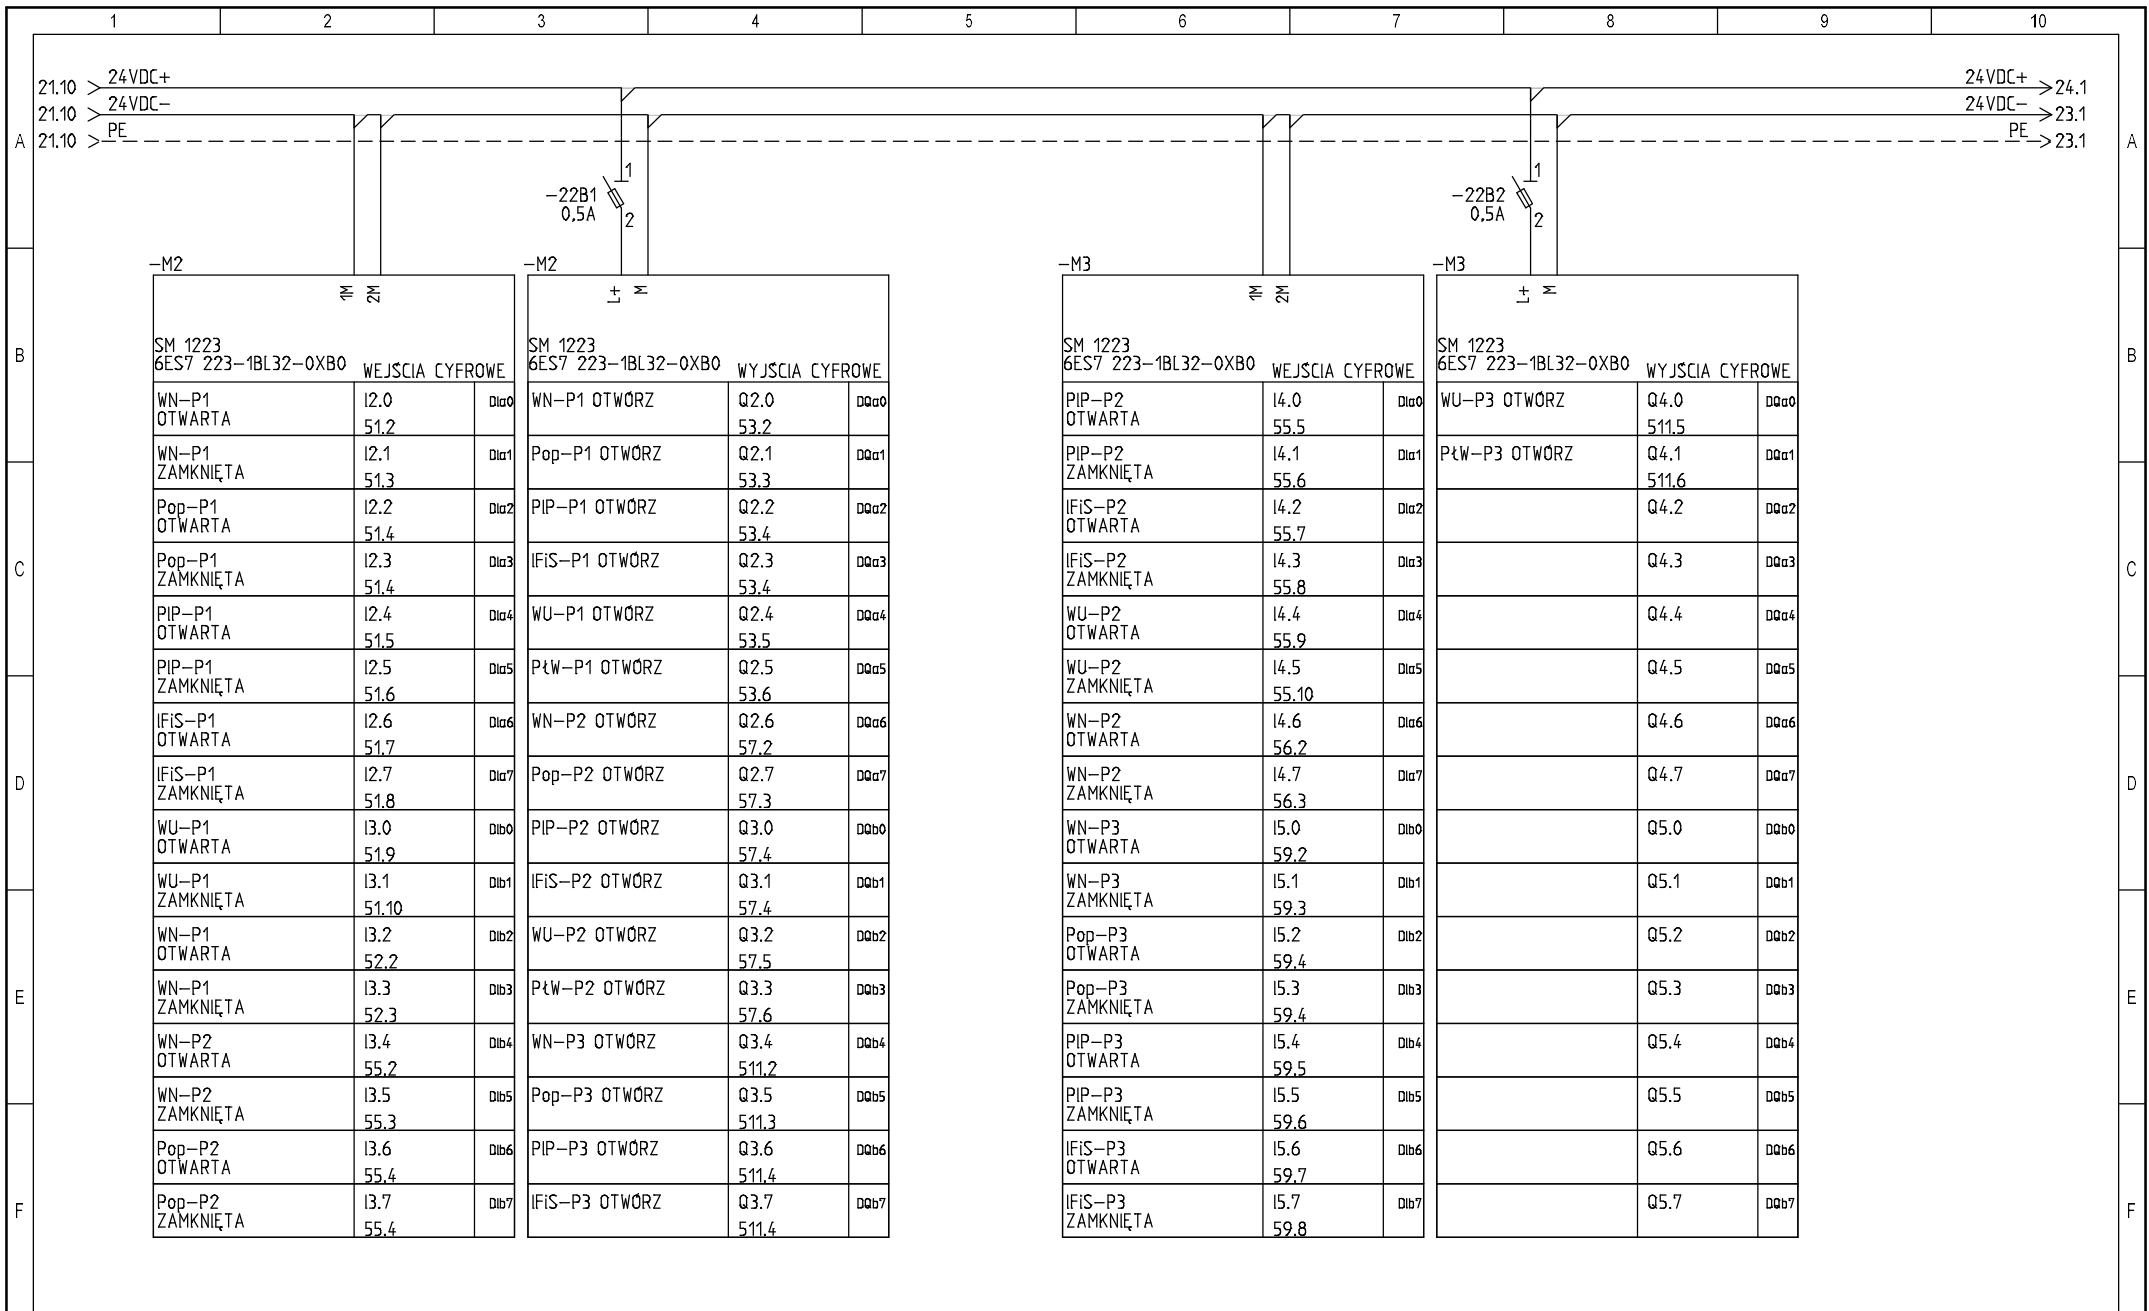 1 2 3 4 5 6 7 8 9 10
21.10 24VDC+ 24VDC+ 24.1
21.10 24VDC− 24VDC− 23.1
A 21.10 PE PE 23.1 A
1 1
−22B1 −22B2
0,5A 2 0,5A 2
−M2 −M2 −M3 −M3
1M 2M L+ M 1M 2M L+ M
SM 1223 SM 1223 SM 1223 SM 1223
B 6ES7 223−1BL32−0XB0 WEJŚCIA CYFROWE 6ES7 223−1BL32−0XB0 WYJŚCIA CYFROWE 6ES7 223−1BL32−0XB0 WEJŚCIA CYFROWE 6ES7 223−1BL32−0XB0 WYJŚCIA CYFROWE B
WN−P1 I2.0 DIa0 WN−P1 OTWÓRZ Q2.0 DQa0 PIP−P2 I4.0 DIa0 WU−P3 OTWÓRZ Q4.0 DQa0
OTWARTA 51.2 53.2 OTWARTA 55.5 511.5
WN−P1 I2.1 DIa1 Pop−P1 OTWÓRZ Q2.1 DQa1 PIP−P2 I4.1 DIa1 PŁW−P3 OTWÓRZ Q4.1 DQa1
ZAMKNIĘTA 51.3 53.3 ZAMKNIĘTA 55.6 511.6
Pop−P1 I2.2 DIa2 PIP−P1 OTWÓRZ Q2.2 DQa2 IFiS−P2 I4.2 DIa2 Q4.2 DQa2
OTWARTA 51.4 53.4 OTWARTA 55.7
C Pop−P1 I2.3 DIa3 IFiS−P1 OTWÓRZ Q2.3 DQa3 IFiS−P2 I4.3 DIa3 Q4.3 DQa3 C
ZAMKNIĘTA 51.4 53.4 ZAMKNIĘTA 55.8
PIP−P1 I2.4 DIa4 WU−P1 OTWÓRZ Q2.4 DQa4 WU−P2 I4.4 DIa4 Q4.4 DQa4
OTWARTA 51.5 53.5 OTWARTA 55.9
PIP−P1 I2.5 DIa5 PŁW−P1 OTWÓRZ Q2.5 DQa5 WU−P2 I4.5 DIa5 Q4.5 DQa5
ZAMKNIĘTA 51.6 53.6 ZAMKNIĘTA 55.10
IFiS−P1 I2.6 DIa6 WN−P2 OTWÓRZ Q2.6 DQa6 WN−P2 I4.6 DIa6 Q4.6 DQa6
OTWARTA 51.7 57.2 OTWARTA 56.2
D IFiS−P1 I2.7 DIa7 Pop−P2 OTWÓRZ Q2.7 DQa7 WN−P2 I4.7 DIa7 Q4.7 DQa7 D
ZAMKNIĘTA 51.8 57.3 ZAMKNIĘTA 56.3
WU−P1 I3.0 DIb0 PIP−P2 OTWÓRZ Q3.0 DQb0 WN−P3 I5.0 DIb0 Q5.0 DQb0
OTWARTA 51.9 57.4 OTWARTA 59.2
WU−P1 I3.1 DIb1 IFiS−P2 OTWÓRZ Q3.1 DQb1 WN−P3 I5.1 DIb1 Q5.1 DQb1
ZAMKNIĘTA 51.10 57.4 ZAMKNIĘTA 59.3
WN−P1 I3.2 DIb2 WU−P2 OTWÓRZ Q3.2 DQb2 Pop−P3 I5.2 DIb2 Q5.2 DQb2
OTWARTA 52.2 57.5 OTWARTA 59.4
E WN−P1 I3.3 DIb3 PŁW−P2 OTWÓRZ Q3.3 DQb3 Pop−P3 I5.3 DIb3 Q5.3 DQb3 E
ZAMKNIĘTA 52.3 57.6 ZAMKNIĘTA 59.4
WN−P2 I3.4 DIb4 WN−P3 OTWÓRZ Q3.4 DQb4 PIP−P3 I5.4 DIb4 Q5.4 DQb4
OTWARTA 55.2 511.2 OTWARTA 59.5
WN−P2 I3.5 DIb5 Pop−P3 OTWÓRZ Q3.5 DQb5 PIP−P3 I5.5 DIb5 Q5.5 DQb5
ZAMKNIĘTA 55.3 511.3 ZAMKNIĘTA 59.6
Pop−P2 I3.6 DIb6 PIP−P3 OTWÓRZ Q3.6 DQb6 IFiS−P3 I5.6 DIb6 Q5.6 DQb6
OTWARTA 55.4 511.4 OTWARTA 59.7
F Pop−P2 I3.7 DIb7 IFiS−P3 OTWÓRZ Q3.7 DQb7 IFiS−P3 I5.7 DIb7 Q5.7 DQb7 F
ZAMKNIĘTA 55.4 511.4 ZAMKNIĘTA 59.8